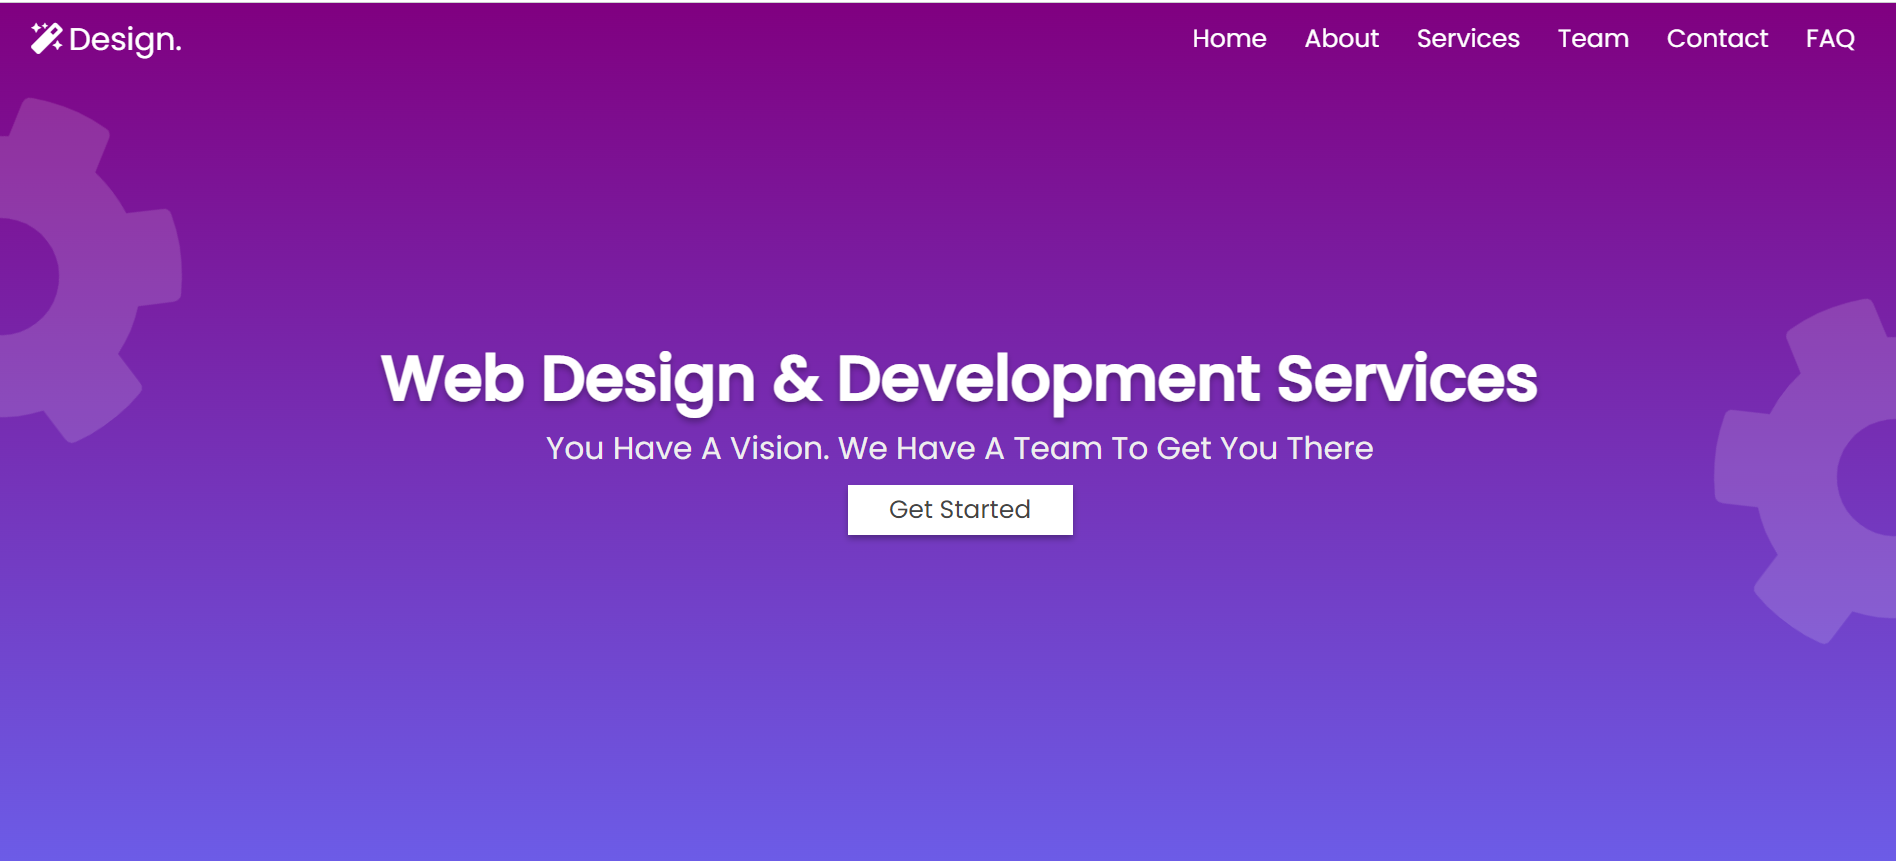 Design.
Home About Services Team Contact FAQ
Web Design & Development Services
You Have A Vision. We Have A Team To Get You There
Get Started